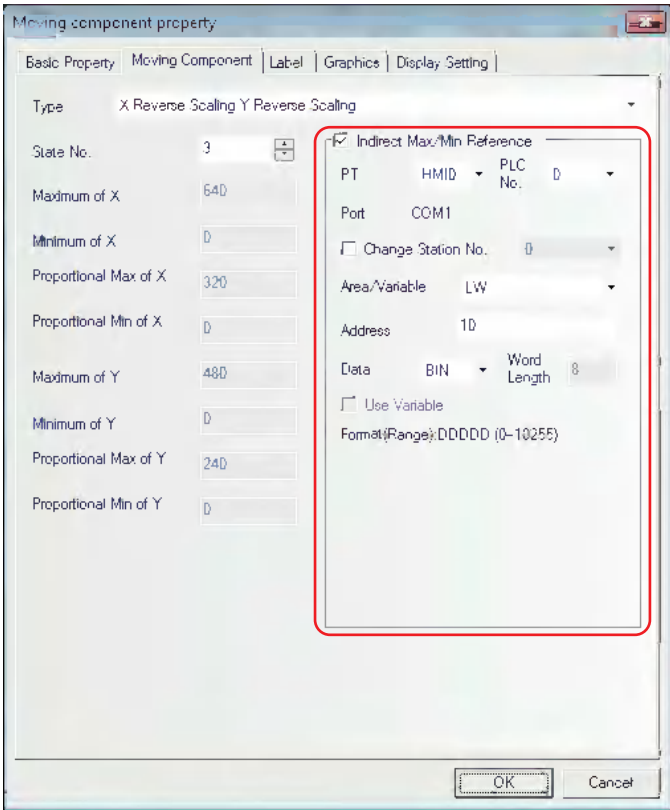 Moving component property
Basic Property Moving Component Label Graphics Display Setting
Type X Reverse Scaling Y Reverse Scaling
State No. 3
Maximum of X 640
Minimum of X 0
Proportional Max of X 320
Proportional Min of X 0
Maximum of Y 480
Minimum of Y 0
Proportional Max of Y 240
Proportional Min of Y 0
Indirect Max/Min Reference
PT HMI0 PLC No. 0
Port COM1
Change Station No. 0
Area/Variable LW
Address 10
Data BIN Word Length 8
Use Variable
Format(Range):DDDDD (0~10255)
OK Cancel